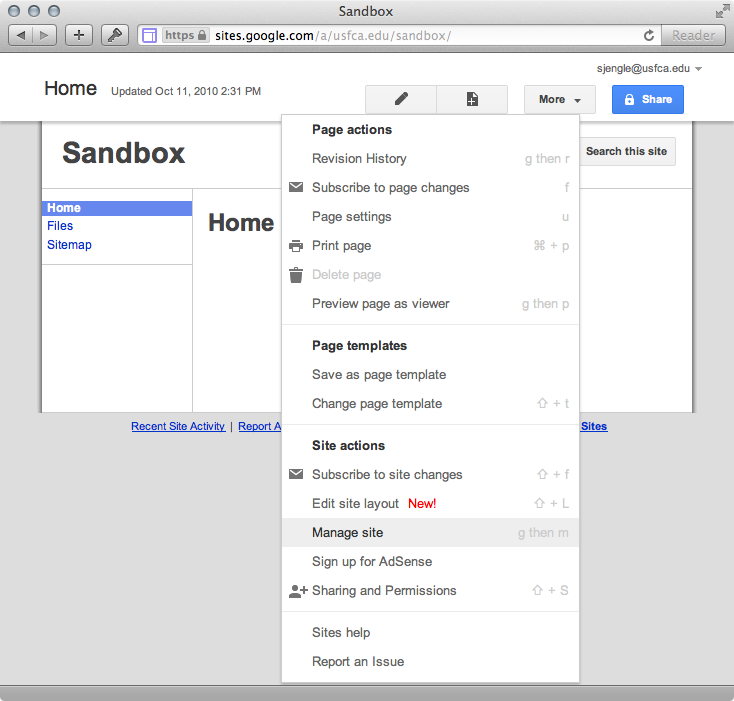 Sandbox
https sites.google.com/a/usfca.edu/sandbox/
Reader
sjengle@usfca.edu
Home Updated Oct 11, 2010 2:31 PM
More
Share
Sandbox
Search this site
Home
Files
Sitemap
Home
Page actions
Revision History g then r
Subscribe to page changes f
Page settings u
Print page ⌘ + p
Delete page
Preview page as viewer g then p
Page templates
Save as page template
Change page template ⇧ + t
Site actions
Subscribe to site changes ⇧ + f
Edit site layout New! ⇧ + L
Manage site g then m
Sign up for AdSense
Sharing and Permissions ⇧ + S
Sites help
Report an Issue
Recent Site Activity | Report A
Sites